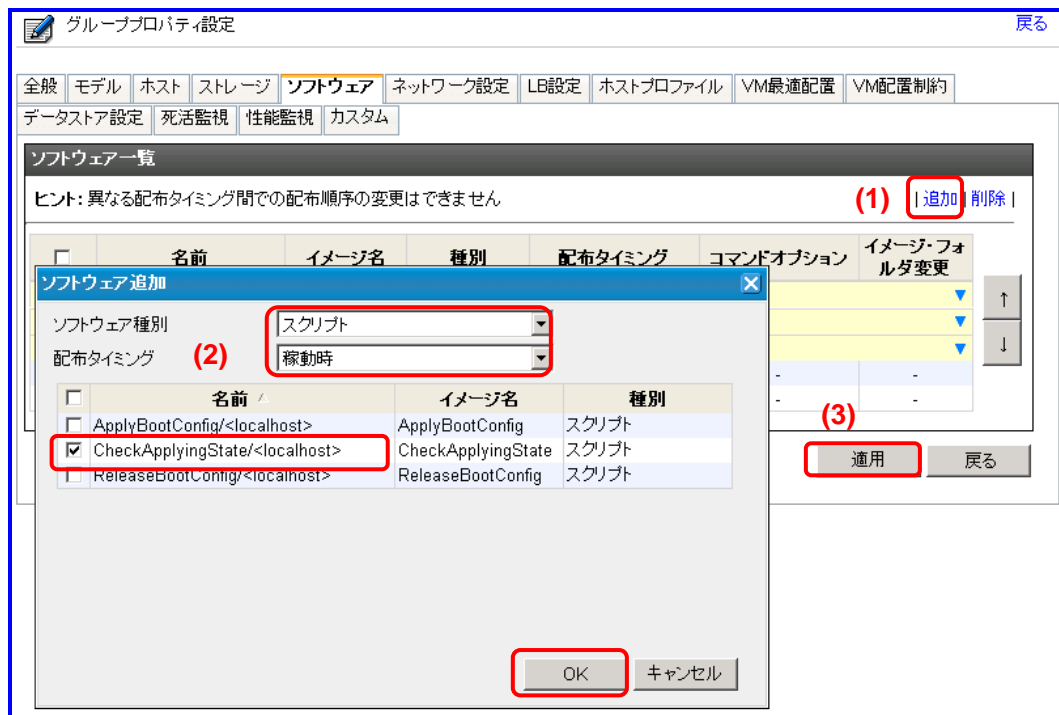 グループプロパティ設定 戻る
全般 モデル ホスト ストレージ ソフトウェア ネットワーク設定 LB設定 ホストプロファイル VM最適配置 VM配置制約
データストア設定 死活監視 性能監視 カスタム
ソフトウェア一覧
ヒント: 異なる配布タイミング間での配布順序の変更はできません (1) | 追加 | 削除 |
名前 イメージ名 種別 配布タイミング コマンドオプション イメージ・フォルダ変更
ソフトウェア追加
ソフトウェア種別 スクリプト
配布タイミング (2) 稼動時
↑
↓
- -
- -
名前 イメージ名 種別
ApplyBootConfig/<localhost> ApplyBootConfig スクリプト
CheckApplyingState/<localhost> CheckApplyingState スクリプト
ReleaseBootConfig/<localhost> ReleaseBootConfig スクリプト
(3)
適用 戻る
OK キャンセル